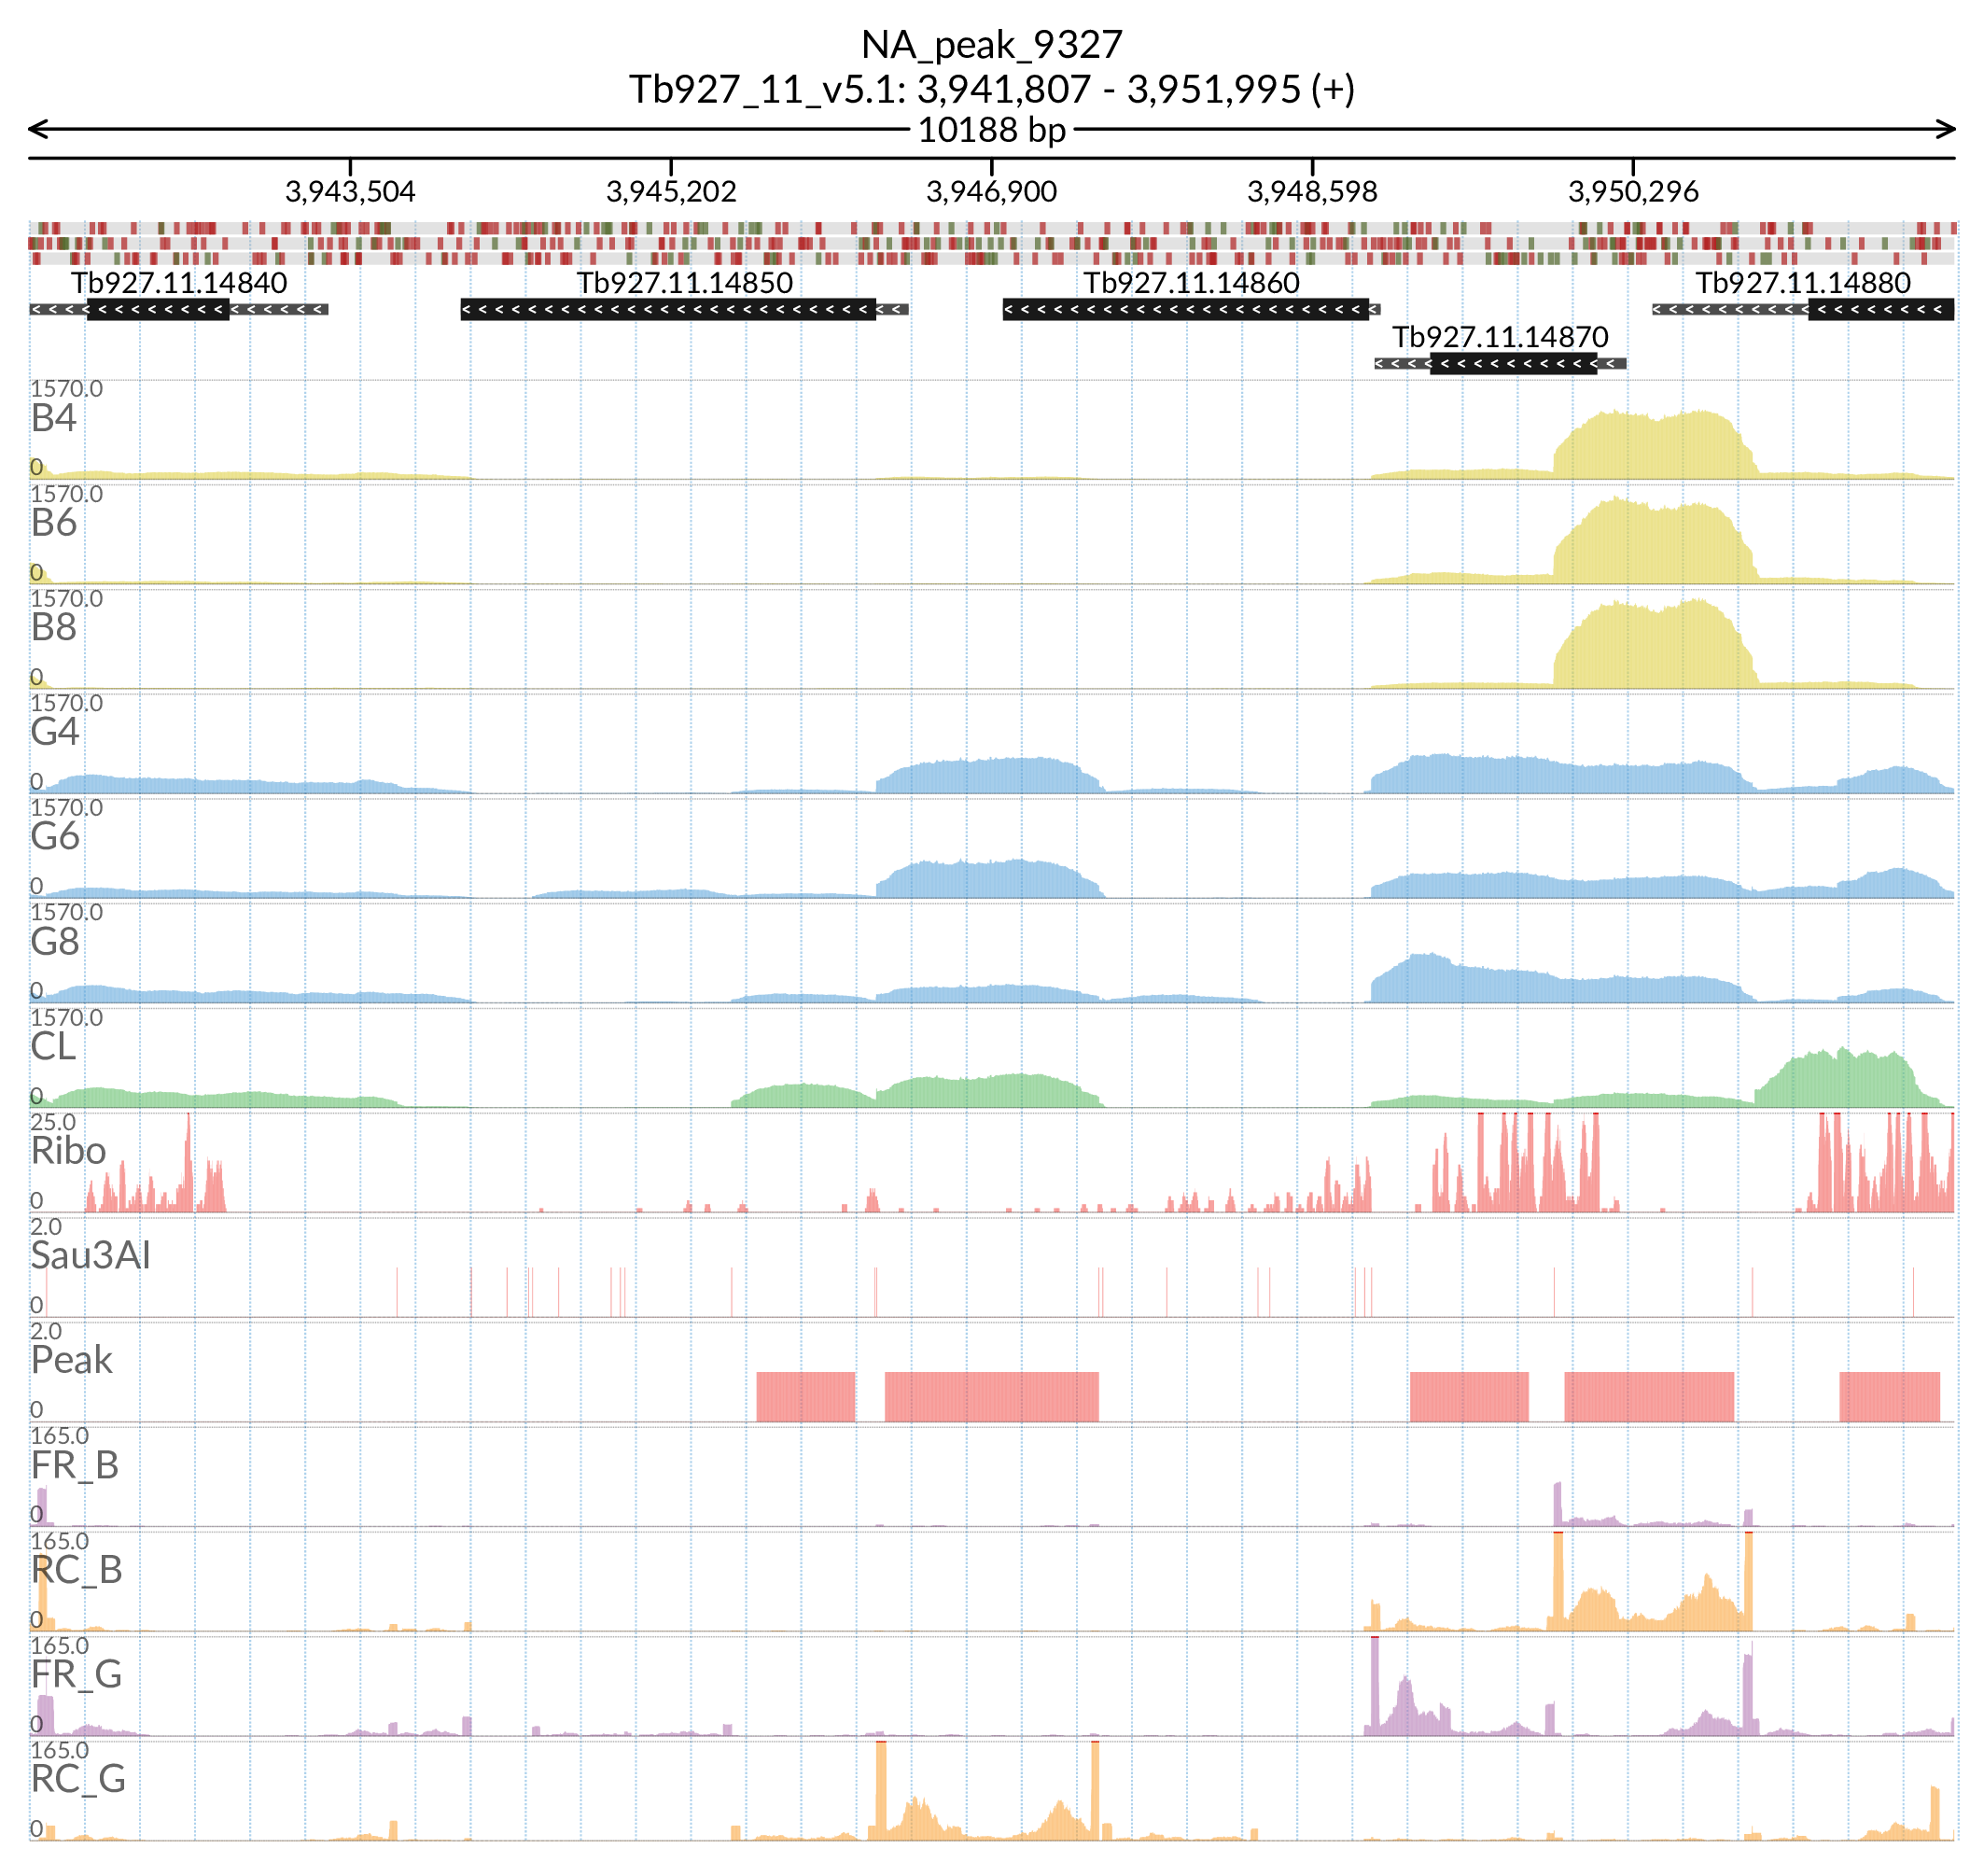 NA_peak_9327
Tb927_11_v5.1: 3,941,807 - 3,951,995 (+)
10188 bp
3,943,504 3,945,202 3,946,900 3,948,598 3,950,296
Tb927.11.14840 Tb927.11.14850 Tb927.11.14860 Tb927.11.14880
Tb927.11.14870
1570.0
B4
0
1570.0
B6
0
1570.0
B8
0
1570.0
G4
0
1570.0
G6
0
1570.0
G8
0
1570.0
CL
0
25.0
Ribo
0
2.0
Sau3AI
0
2.0
Peak
0
165.0
FR_B
0
165.0
RC_B
0
165.0
FR_G
0
165.0
RC_G
0